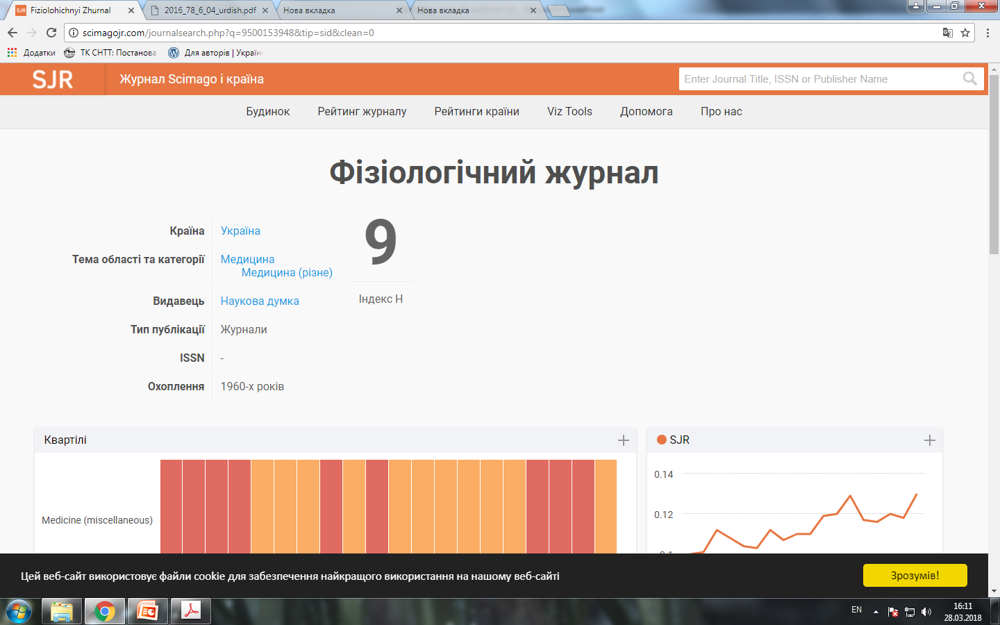 Fiziolohichnyi Zhurnal
2016_78_6_04_urdish.pdf
Нова вкладка
Нова вкладка
scimagojr.com/journalsearch.php?q=9500153948&tip=sid&clean=0
Додатки
ТК СНТТ: Постанова
Для авторів | Україн
SJR
Журнал Scimago і країна
Enter Journal Title, ISSN or Publisher Name
Будинок
Рейтинг журналу
Рейтинги країни
Viz Tools
Допомога
Про нас
Фізіологічний журнал
Країна
Україна
Тема області та категорії
Медицина
Медицина (різне)
Видавець
Наукова думка
Тип публікації
Журнали
ISSN
-
Охоплення
1960-х років
9
Індекс H
Квартілі
Medicine (miscellaneous)
SJR
0.14
0.12
Цей веб-сайт використовує файли cookie для забезпечення найкращого використання на нашому веб-сайті
Зрозумів!
EN
16:11
28.03.2018